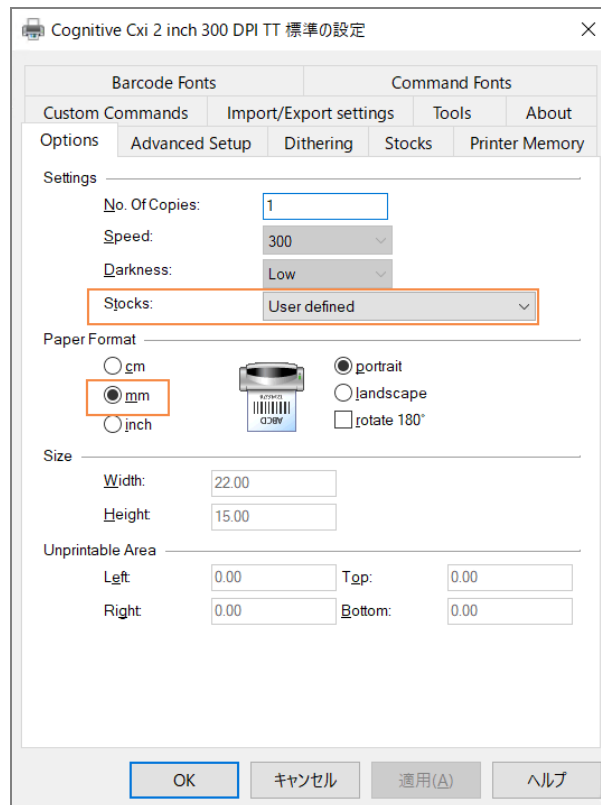 Cognitive Cxi 2 inch 300 DPI TT 標準の設定
Barcode Fonts Command Fonts
Custom Commands Import/Export settings Tools About
Options Advanced Setup Dithering Stocks Printer Memory
Settings
No. Of Copies: 1
Speed: 300
Darkness: Low
Stocks: User defined
Paper Format
cm portrait
mm landscape
inch rotate 180°
ABCD
Size
Width: 22.00
Height: 15.00
Unprintable Area
Left: 0.00 Top: 0.00
Right: 0.00 Bottom: 0.00
OK キャンセル 適用(A) ヘルプ